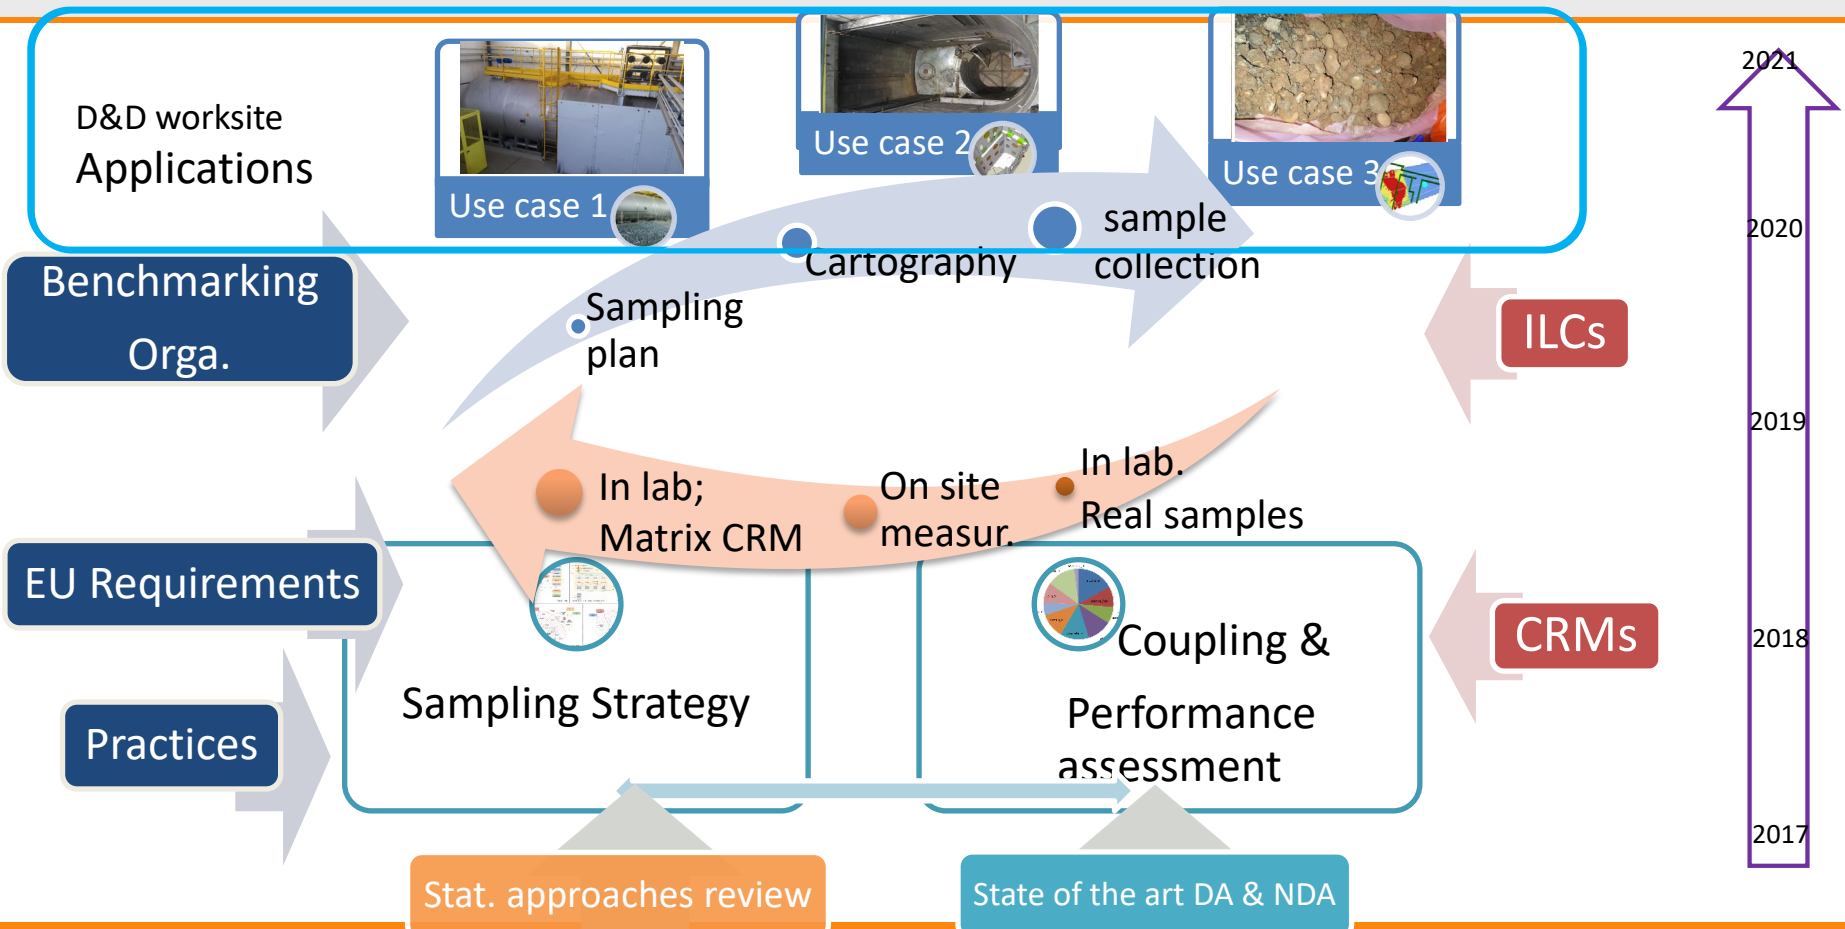 2021
D&D worksite
Applications
Use case 1
Use case 2
Use case 3
2020
sample
collection
Cartography
Sampling
plan
Benchmarking
Orga.
ILCs
2019
In lab;
Matrix CRM
On site
measur.
In lab.
Real samples
EU Requirements
CRMs
2018
Sampling Strategy
Coupling &
Performance
assessment
Practices
2017
Stat. approaches review
State of the art DA & NDA